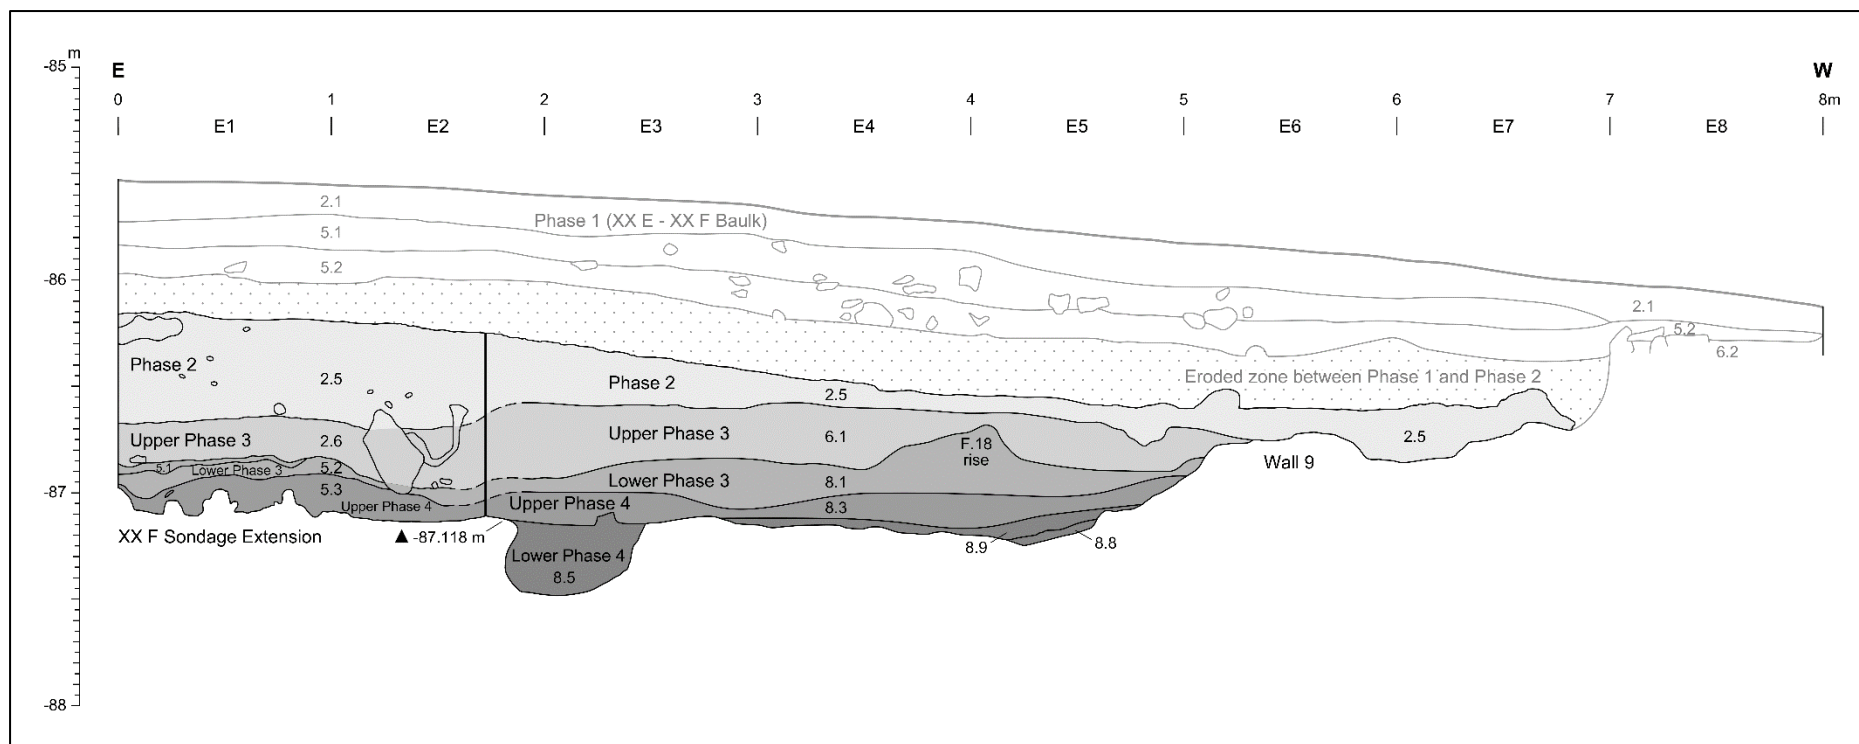 m
-85
E
W
0 1 2 3 4 5 6 7 8m
E1 E2 E3 E4 E5 E6 E7 E8
2.1
Phase 1 (XX E - XX F Baulk)
5.1
5.2
-86
2.1
5.2
6.2
Phase 2
2.5
Phase 2
2.5
Eroded zone between Phase 1 and Phase 2
Upper Phase 3
2.6
Upper Phase 3
6.1
F.18
rise
2.5
Wall 9
5.1
Lower Phase 3
5.2
Lower Phase 3
8.1
-87
5.3
Upper Phase 4
Upper Phase 4
8.3
XX F Sondage Extension
▲ -87.118 m
8.9
8.8
Lower Phase 4
8.5
-88